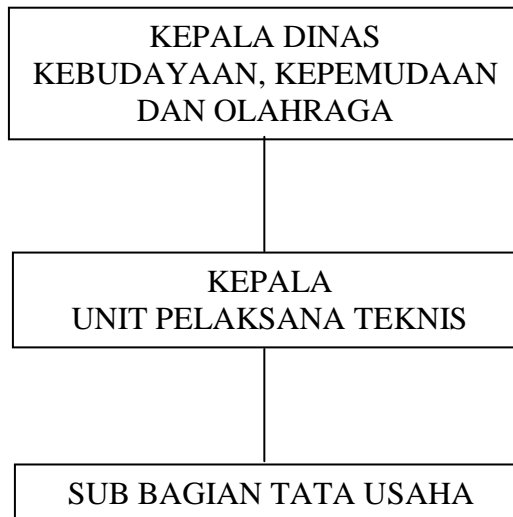 KEPALA DINAS
KEBUDAYAAN, KEPEMUDAAN
DAN OLAHRAGA
KEPALA
UNIT PELAKSANA TEKNIS
SUB BAGIAN TATA USAHA